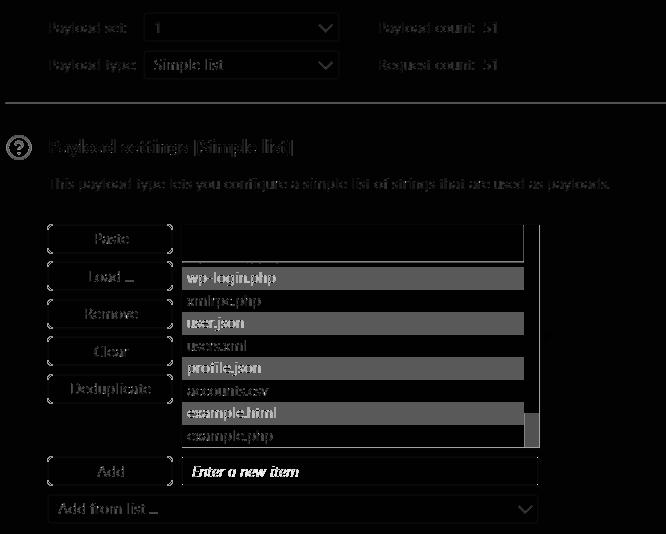 Payload set: 1 Payload count: 51
Payload type: Simple list Request count: 51
Payload settings [Simple list]
This payload type lets you configure a simple list of strings that are used as payloads.
Paste
Load ...
Remove
Clear
Deduplicate
wp-login.php
xmlrpc.php
user.json
users.xml
profile.json
accounts.csv
example.html
example.php
Add Enter a new item
Add from list ...